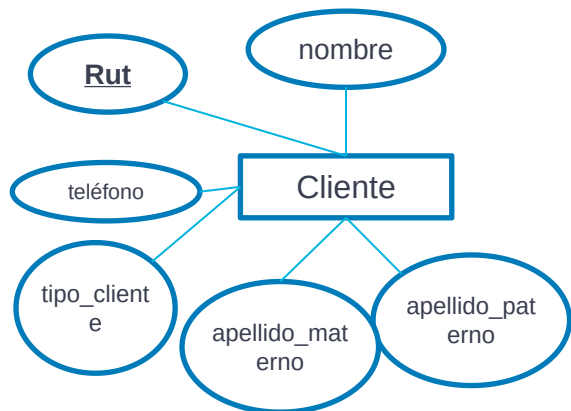 nombre
Rut
Cliente
teléfono
tipo_client
e
apellido_mat
erno
apellido_pat
erno